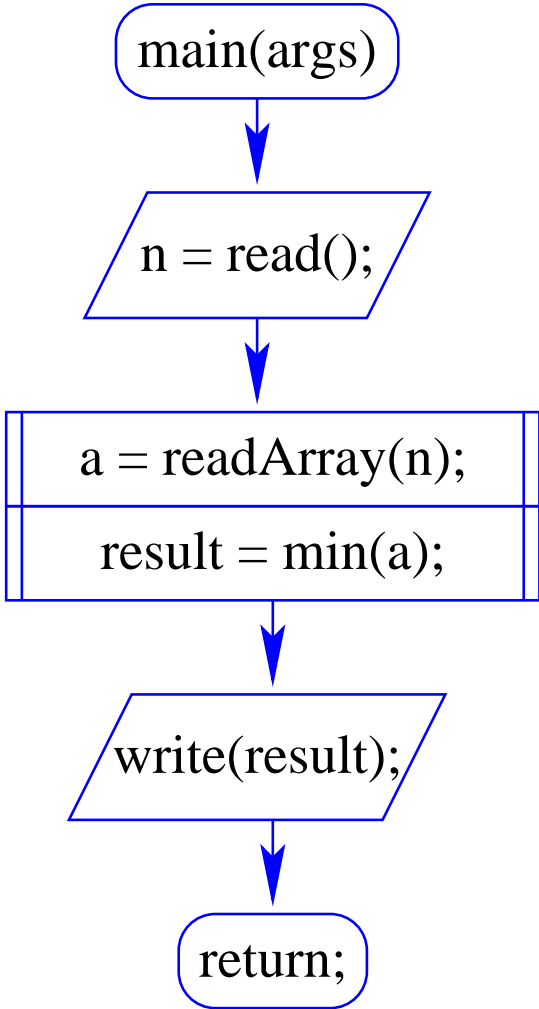 main(args)
n = read();
a = readArray(n);
result = min(a);
write(result);
return;